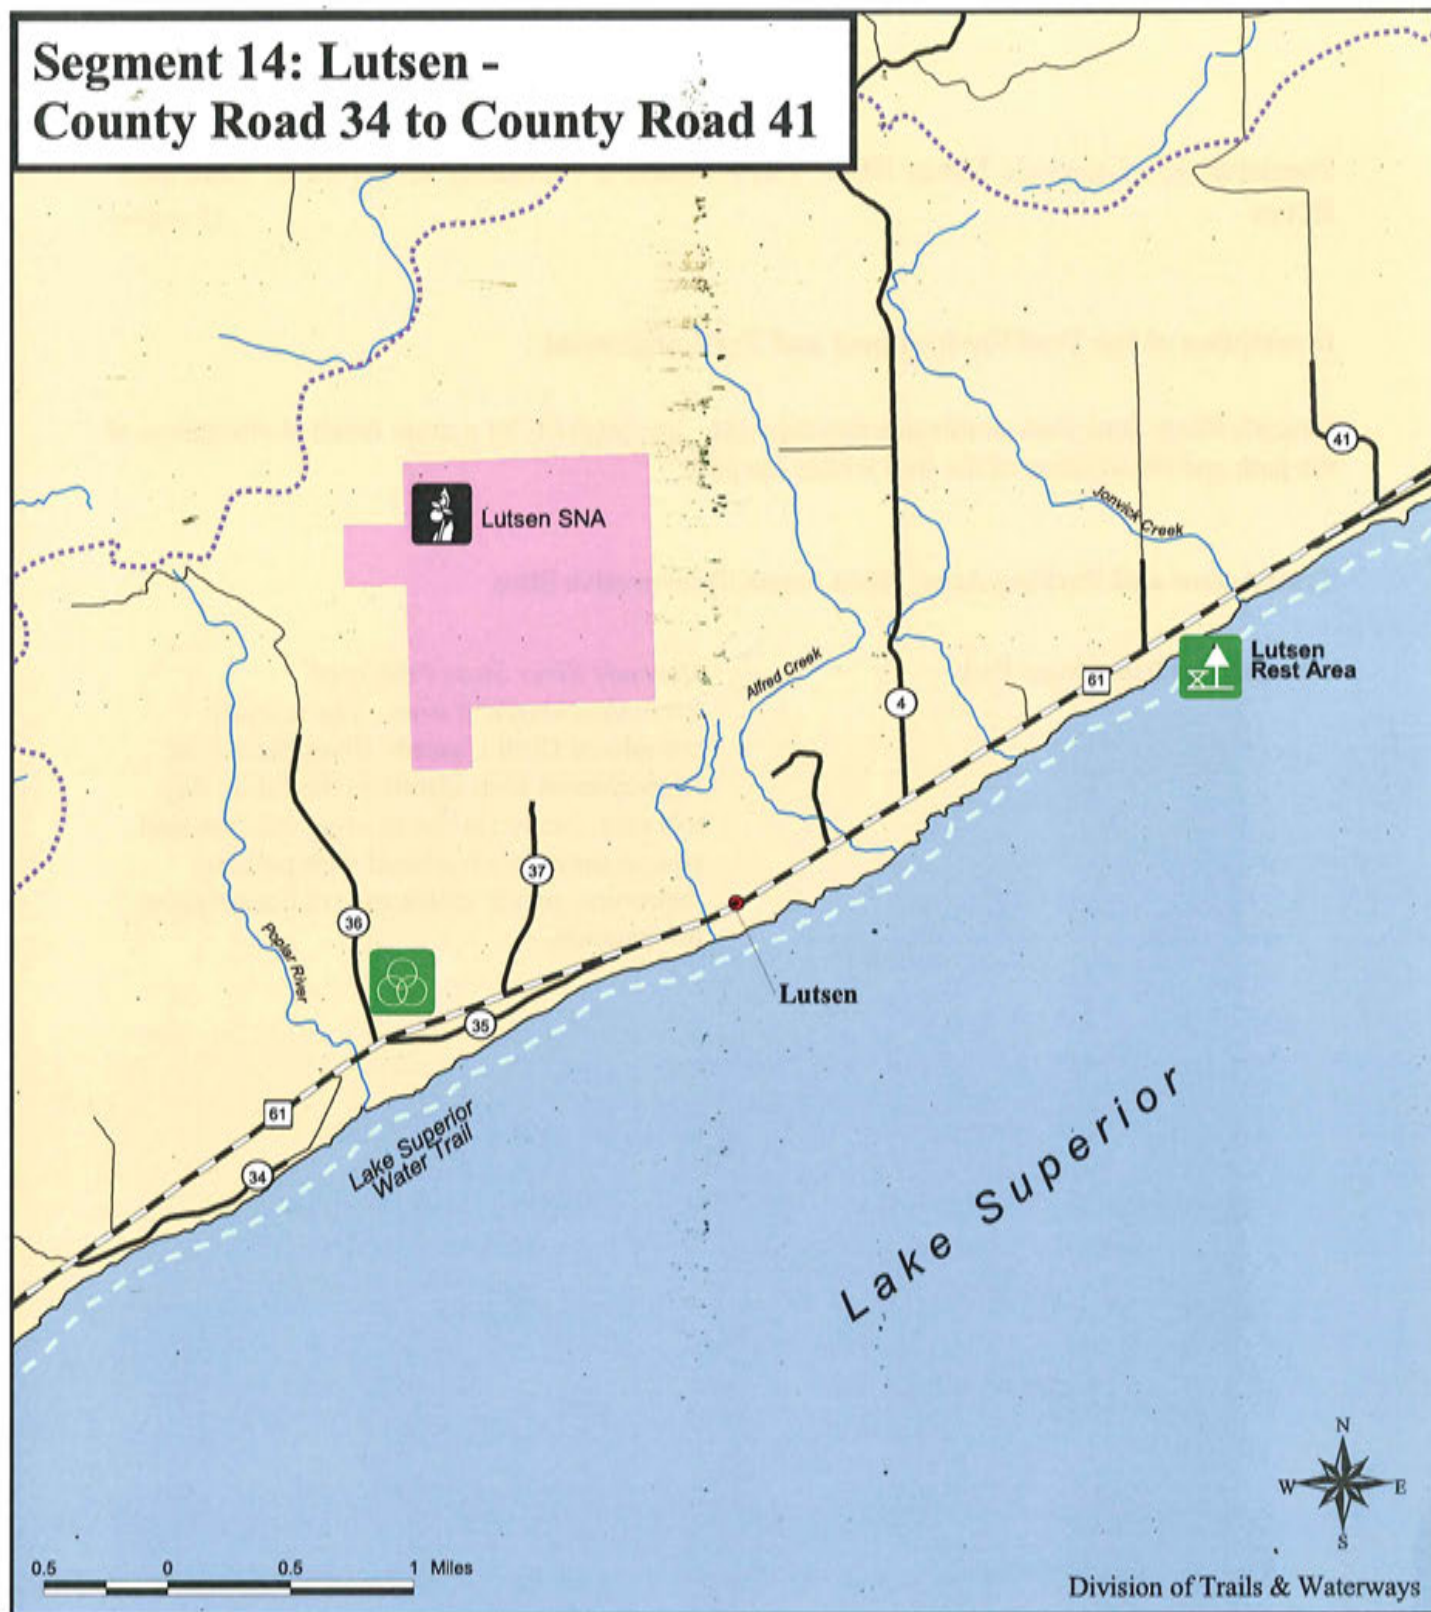 Segment 14: Lutsen -
County Road 34 to County Road 41
41
Lutsen SNA
Jonvick Creek
Lutsen
Rest Area
Alfred Creek
61
4
37
36
Poplar River
Lutsen
35
61
Lake Superior
Water Trail
34
Lake Superior
N
W
E
S
0.5
0
0.5
1 Miles
Division of Trails & Waterways